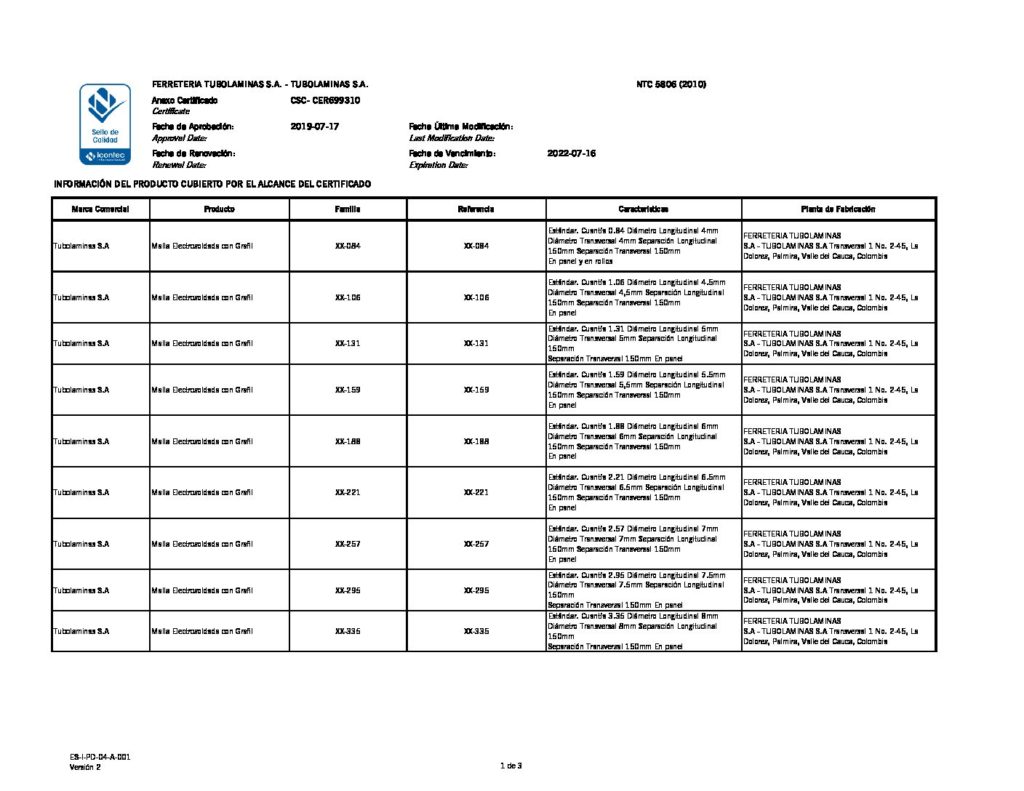 FERRETERIA TUBOLAMINAS S.A. - TUBOLAMINAS S.A.
NTC 5806 (2010)
Anexo Certificado
CSC- CER699310
Certificate
Fecha de Aprobación:
2019-07-17
Fecha Última Modificación:
Approval Date:
Last Modification Date:
Fecha de Renovación:
Fecha de Vencimiento:
2022-07-16
Renewal Date:
Expiration Date:
Sello de
Calidad
icontec
INFORMACIÓN DEL PRODUCTO CUBIERTO POR EL ALCANCE DEL CERTIFICADO
Marca Comercial
Producto
Familia
Referencia
Características
Planta de Fabricación
Tubolaminas S.A
Malla Electrosoldada con Grafil
XX-084
XX-084
Estándar. Cuantía 0.84 Diámetro Longitudinal 4mm
Diámetro Transversal 4mm Separación Longitudinal
150mm Separación Transversal 150mm
En panel y en rollos
FERRETERIA TUBOLAMINAS
S.A - TUBOLAMINAS S.A Transversal 1 No. 2-45, La
Dolores, Palmira, Valle del Cauca, Colombia
Tubolaminas S.A
Malla Electrosoldada con Grafil
XX-106
XX-106
Estándar. Cuantía 1.06 Diámetro Longitudinal 4.5mm
Diámetro Transversal 4,5mm Separación Longitudinal
150mm Separación Transversal 150mm
En panel
FERRETERIA TUBOLAMINAS
S.A - TUBOLAMINAS S.A Transversal 1 No. 2-45, La
Dolores, Palmira, Valle del Cauca, Colombia
Tubolaminas S.A
Malla Electrosoldada con Grafil
XX-131
XX-131
Estándar. Cuantía 1.31 Diámetro Longitudinal 5mm
Diámetro Transversal 5mm Separación Longitudinal
150mm
Separación Transversal 150mm En panel
FERRETERIA TUBOLAMINAS
S.A - TUBOLAMINAS S.A Transversal 1 No. 2-45, La
Dolores, Palmira, Valle del Cauca, Colombia
Tubolaminas S.A
Malla Electrosoldada con Grafil
XX-159
XX-159
Estándar. Cuantía 1.59 Diámetro Longitudinal 5.5mm
Diámetro Transversal 5,5mm Separación Longitudinal
150mm Separación Transversal 150mm
En panel
FERRETERIA TUBOLAMINAS
S.A - TUBOLAMINAS S.A Transversal 1 No. 2-45, La
Dolores, Palmira, Valle del Cauca, Colombia
Tubolaminas S.A
Malla Electrosoldada con Grafil
XX-188
XX-188
Estándar. Cuantía 1.88 Diámetro Longitudinal 6mm
Diámetro Transversal 6mm Separación Longitudinal
150mm Separación Transversal 150mm
En panel
FERRETERIA TUBOLAMINAS
S.A - TUBOLAMINAS S.A Transversal 1 No. 2-45, La
Dolores, Palmira, Valle del Cauca, Colombia
Tubolaminas S.A
Malla Electrosoldada con Grafil
XX-221
XX-221
Estándar. Cuantía 2.21 Diámetro Longitudinal 6.5mm
Diámetro Transversal 6.5mm Separación Longitudinal
150mm Separación Transversal 150mm
En panel
FERRETERIA TUBOLAMINAS
S.A - TUBOLAMINAS S.A Transversal 1 No. 2-45, La
Dolores, Palmira, Valle del Cauca, Colombia
Tubolaminas S.A
Malla Electrosoldada con Grafil
XX-257
XX-257
Estándar. Cuantía 2.57 Diámetro Longitudinal 7mm
Diámetro Transversal 7mm Separación Longitudinal
150mm Separación Transversal 150mm
En panel
FERRETERIA TUBOLAMINAS
S.A - TUBOLAMINAS S.A Transversal 1 No. 2-45, La
Dolores, Palmira, Valle del Cauca, Colombia
Tubolaminas S.A
Malla Electrosoldada con Grafil
XX-295
XX-295
Estándar. Cuantía 2.95 Diámetro Longitudinal 7.5mm
Diámetro Transversal 7.5mm Separación Longitudinal
150mm
Separación Transversal 150mm En panel
FERRETERIA TUBOLAMINAS
S.A - TUBOLAMINAS S.A Transversal 1 No. 2-45, La
Dolores, Palmira, Valle del Cauca, Colombia
Tubolaminas S.A
Malla Electrosoldada con Grafil
XX-335
XX-335
Estándar. Cuantía 3.35 Diámetro Longitudinal 8mm
Diámetro Transversal 8mm Separación Longitudinal
150mm
Separación Transversal 150mm En panel
FERRETERIA TUBOLAMINAS
S.A - TUBOLAMINAS S.A Transversal 1 No. 2-45, La
Dolores, Palmira, Valle del Cauca, Colombia
ES-I-PD-04-A-001
Versión 2
1 de 3